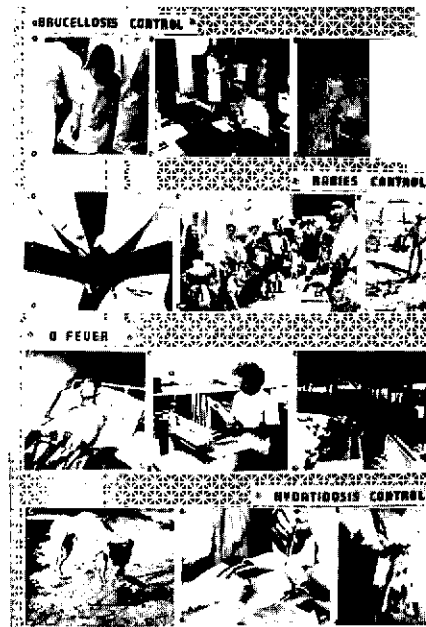 BRUCELLOSIS CONTROL
RABIES CONTROL
Q FEVER
HYDATIDOSIS CONTROL